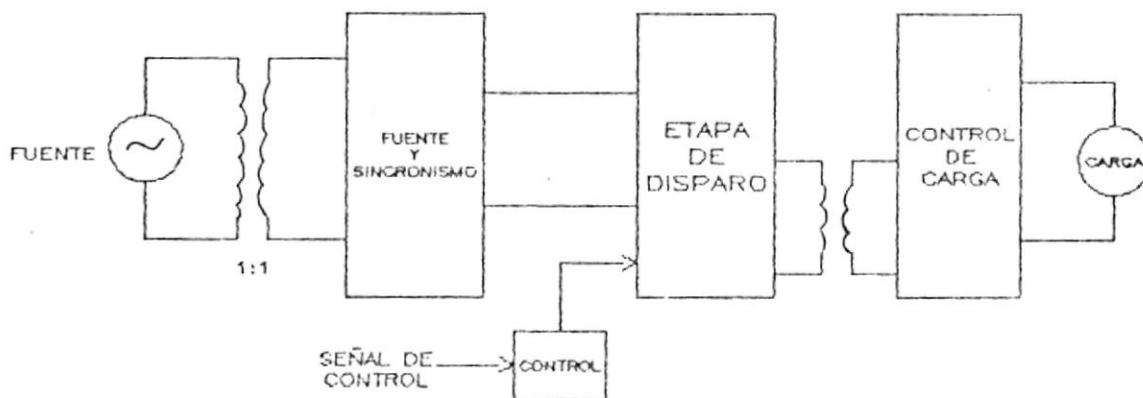 FUENTE
1:1
FUENTE
Y
SINCRONISMO
ETAPA
DE
DISPARO
CONTROL
DE
CARGA
CARGA
SEÑAL DE
CONTROL
CONTROL